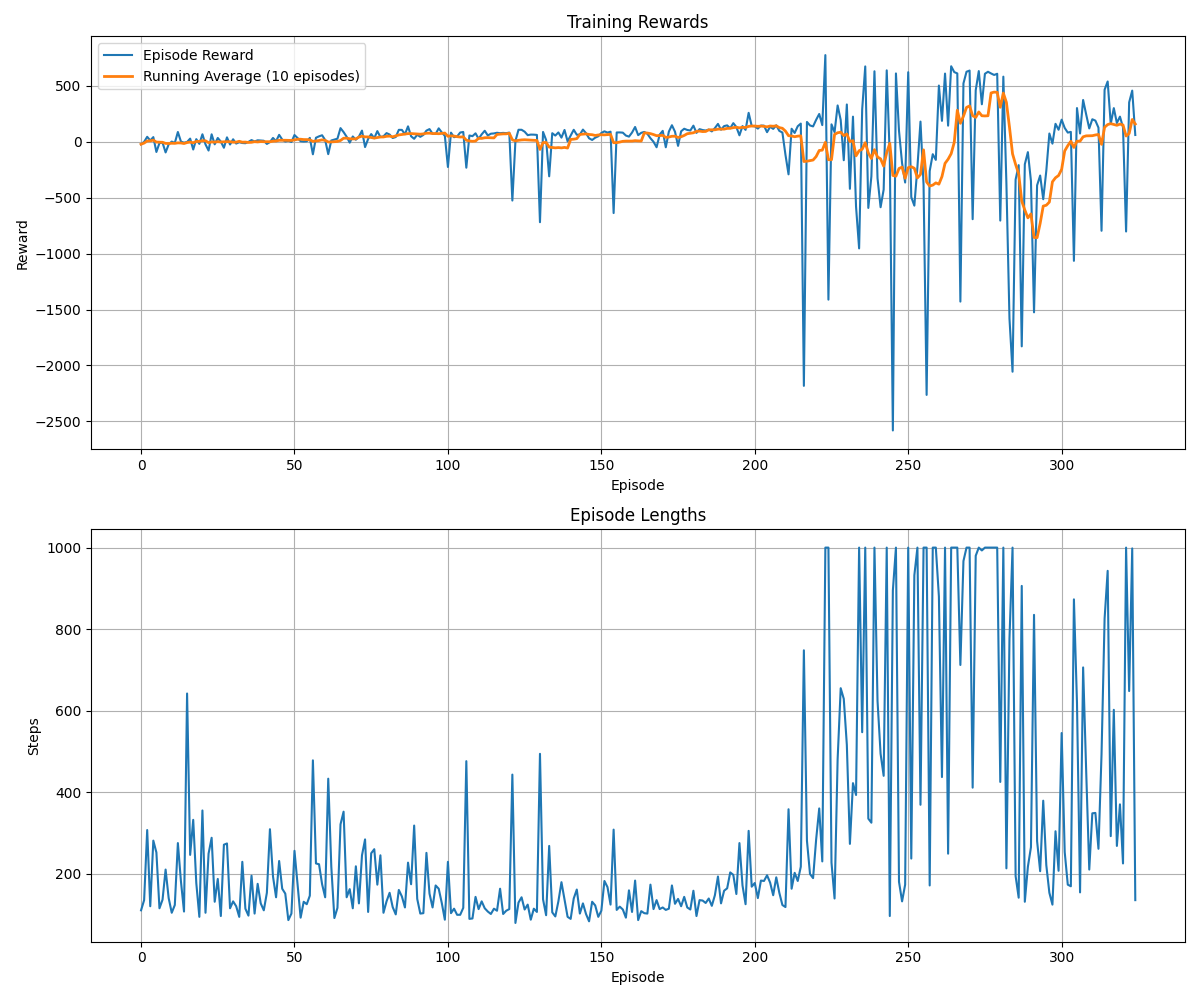 Training Rewards
Episode Reward
Running Average (10 episodes)
500
0
−500
−1000
−1500
−2000
−2500
Reward
0 50 100 150 200 250 300
Episode
Episode Lengths
1000
800
600
400
200
Steps
0 50 100 150 200 250 300
Episode